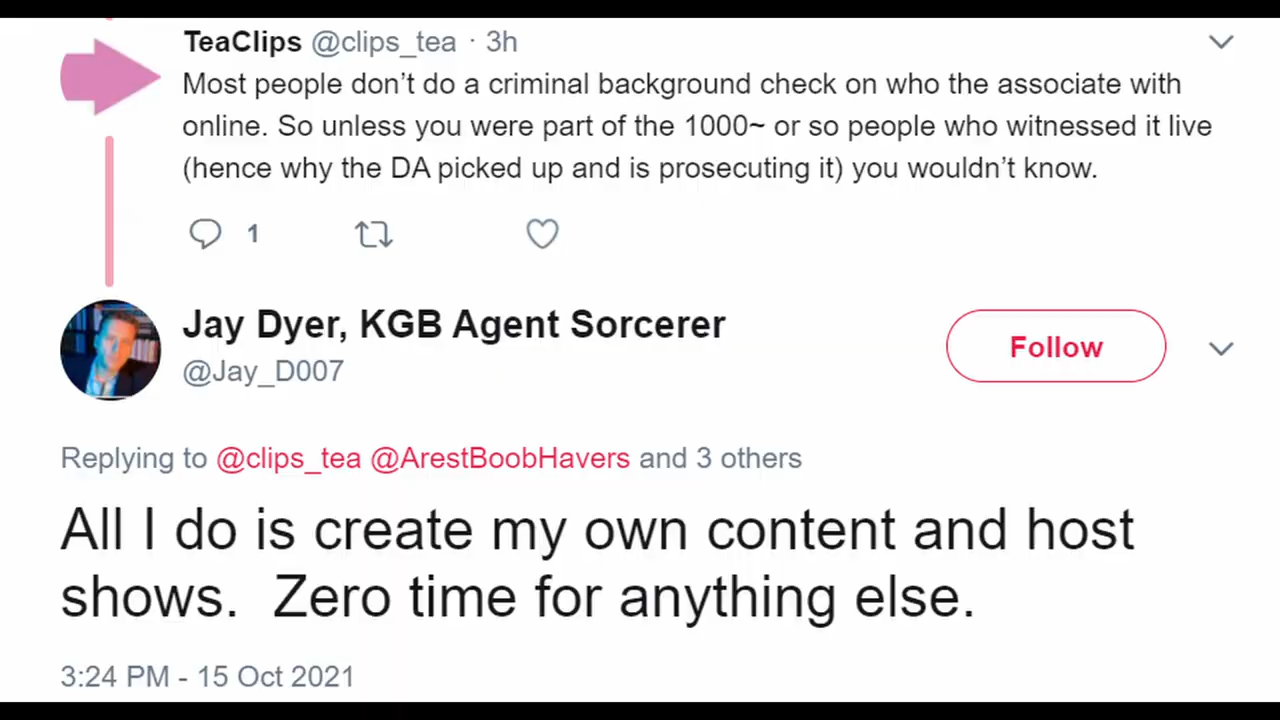 TeaClips @clips_tea · 3h
Most people don’t do a criminal background check on who the associate with
online. So unless you were part of the 1000~ or so people who witnessed it live
(hence why the DA picked up and is prosecuting it) you wouldn’t know.
1
Jay Dyer, KGB Agent Sorcerer
@Jay_D007
Follow
Replying to @clips_tea @ArestBoobHavers and 3 others
All I do is create my own content and host
shows.  Zero time for anything else.
3:24 PM - 15 Oct 2021